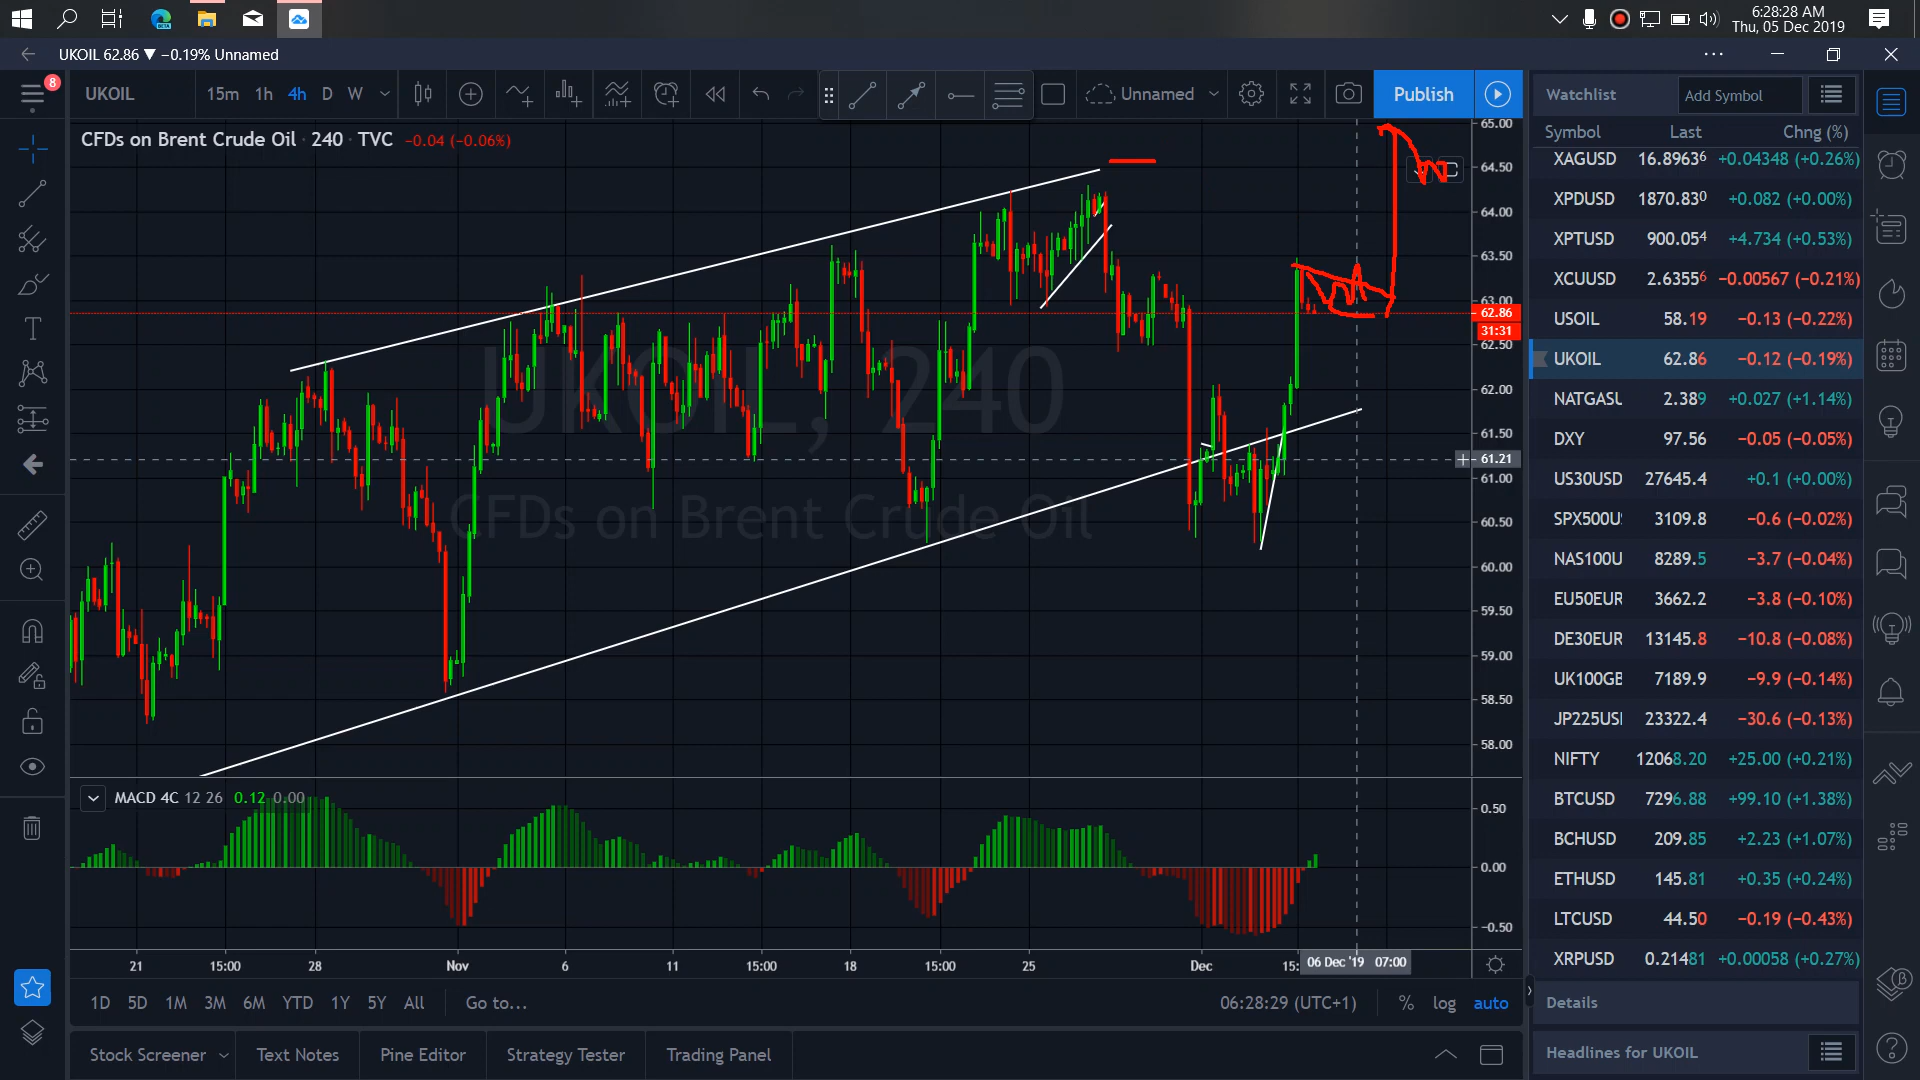 6:28:28 AM
Thu, 05 Dec 2019
UKOIL 62.86 ▼ −0.19% Unnamed
8
UKOIL 15m 1h 4h D W Unnamed Publish
CFDs on Brent Crude Oil · 240 · TVC −0.04 (−0.06%)
UKOIL, 240
CFDs on Brent Crude Oil
65.00
64.50
64.00
63.50
63.00
62.86
31:31
62.50
62.00
61.50
61.21
61.00
60.50
60.00
59.50
59.00
58.50
58.00
MACD 4C 12 26 0.12 0.00
0.50
0.00
−0.50
21 15:00 28 Nov 6 11 15:00 18 15:00 25 Dec 15: 06 Dec '19 07:00
1D 5D 1M 3M 6M YTD 1Y 5Y All Go to... 06:28:29 (UTC+1) % log auto
Stock Screener Text Notes Pine Editor Strategy Tester Trading Panel
Watchlist Add Symbol
Symbol Last Chng (%)
XAGUSD 16.8963⁶ +0.04348 (+0.26%)
XPDUSD 1870.83⁰ +0.082 (+0.00%)
XPTUSD 900.05⁴ +4.734 (+0.53%)
XCUUSD 2.6355⁶ −0.00567 (−0.21%)
USOIL 58.19 −0.13 (−0.22%)
UKOIL 62.86 −0.12 (−0.19%)
NATGASU 2.389 +0.027 (+1.14%)
DXY 97.56 −0.05 (−0.05%)
US30USD 27645.4 +0.1 (+0.00%)
SPX500U 3109.8 −0.6 (−0.02%)
NAS100U 8289.5 −3.7 (−0.04%)
EU50EUR 3662.2 −3.8 (−0.10%)
DE30EUR 13145.8 −10.8 (−0.08%)
UK100GB 7189.9 −9.9 (−0.14%)
JP225US 23322.4 −30.6 (−0.13%)
NIFTY 12068.20 +25.00 (+0.21%)
BTCUSD 7296.88 +99.10 (+1.38%)
BCHUSD 209.85 +2.23 (+1.07%)
ETHUSD 145.81 +0.35 (+0.24%)
LTCUSD 44.50 −0.19 (−0.43%)
XRPUSD 0.21481 +0.00058 (+0.27%)
Details
Headlines for UKOIL